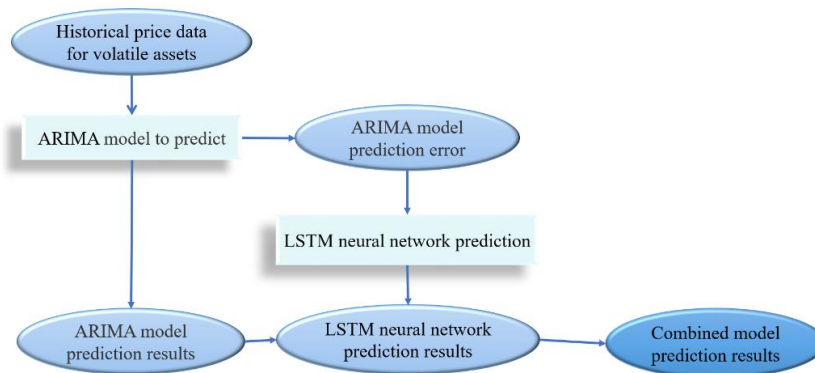 Historical price data
for volatile assets
ARIMA model to predict
ARIMA model
prediction error
LSTM neural network prediction
ARIMA model
prediction results
LSTM neural network
prediction results
Combined model
prediction results